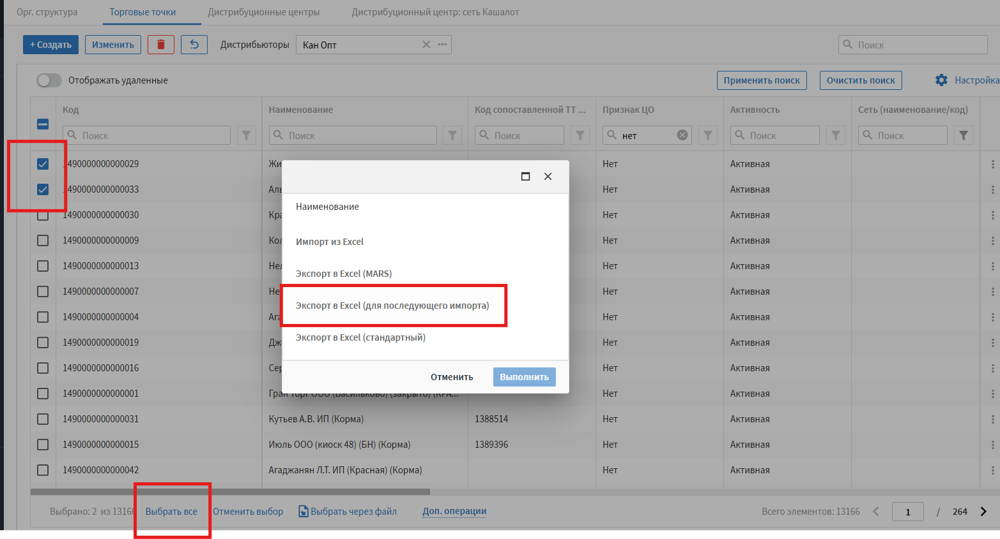 Орг. структура Торговые точки Дистрибуционные центры Дистрибуционный центр: сеть Кашалот
+ Создать Изменить Дистрибьюторы Кан Опт Поиск
Отображать удаленные Применить поиск Очистить поиск Настройка
Код Наименование Код сопоставленной ТТ ... Признак ЦО Активность Сеть (наименование/код)
Поиск Поиск Поиск нет Поиск Поиск
1490000000000029 Жи Нет Активная
1490000000000033 Аль Нет Активная
1490000000000030 Кра Нет Активная
1490000000000009 Кол Нет Активная
1490000000000013 Нел Нет Активная
1490000000000007 Не Нет Активная
1490000000000004 Ага Нет Активная
1490000000000019 Дж Нет Активная
1490000000000016 Сер Нет Активная
1490000000000001 Гран Торг ООО (Васильково) (закрыто) (КРА... Нет Активная
1490000000000031 Кутьев А.В. ИП (Корма) 1388514 Нет Активная
1490000000000015 Июль ООО (киоск 48) (БН) (Корма) 1389396 Нет Активная
1490000000000042 Агаджанян Л.Т. ИП (Красная) (Корма) Нет Активная
Наименование
Импорт из Excel
Экспорт в Excel (MARS)
Экспорт в Excel (для последующего импорта)
Экспорт в Excel (стандартный)
Отменить Выполнить
Выбрано: 2 из 13166 Выбрать все Отменить выбор Выбрать через файл Доп. операции Всего элементов: 13166 1 / 264